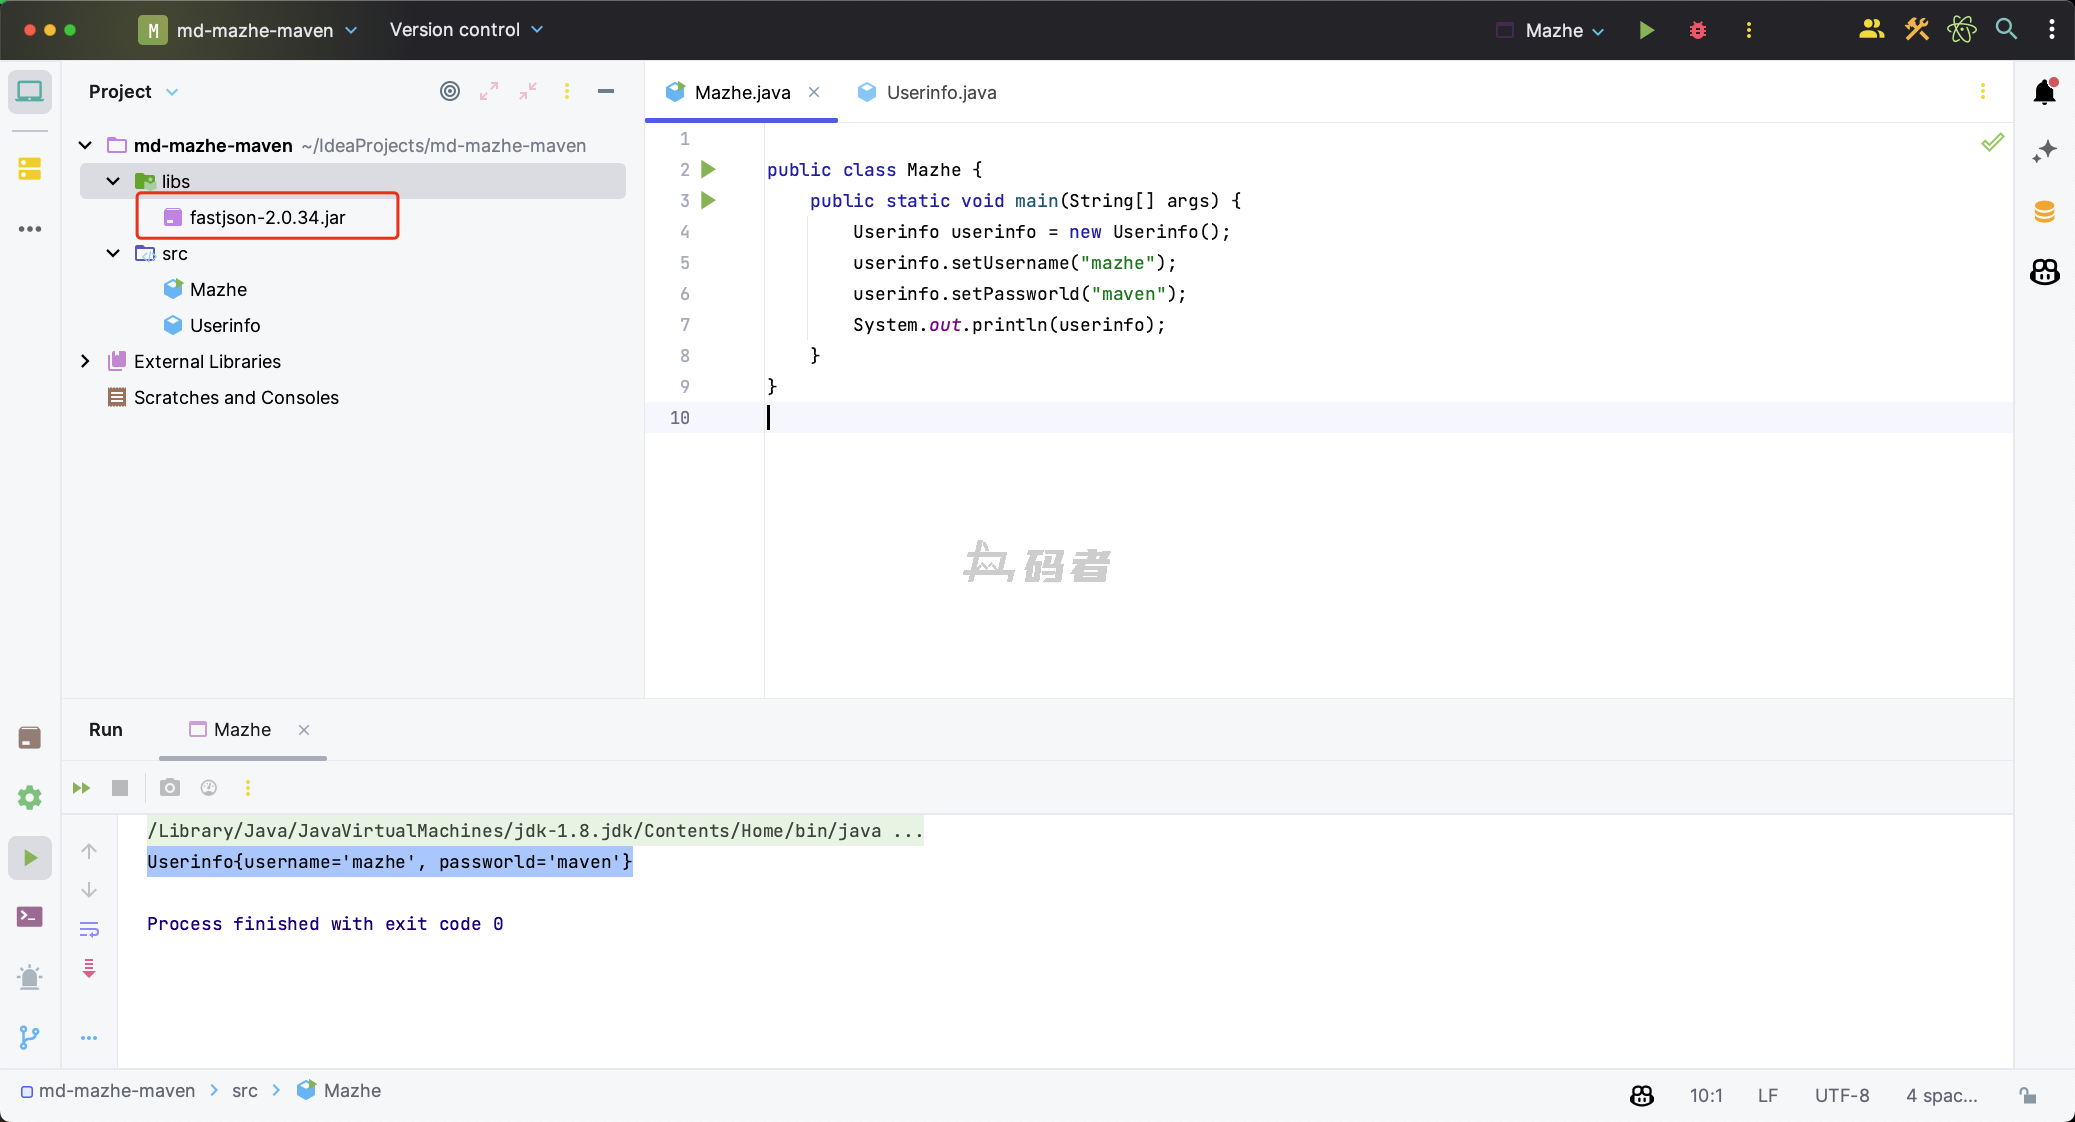 M md-mazhe-maven Version control Mazhe
Project
md-mazhe-maven ~/IdeaProjects/md-mazhe-maven
libs
fastjson-2.0.34.jar
src
Mazhe
Userinfo
External Libraries
Scratches and Consoles
Mazhe.java Userinfo.java
1
2 public class Mazhe {
3 public static void main(String[] args) {
4 Userinfo userinfo = new Userinfo();
5 userinfo.setUsername("mazhe");
6 userinfo.setPassworld("maven");
7 System.out.println(userinfo);
8 }
9 }
10
码者
Run Mazhe
/Library/Java/JavaVirtualMachines/jdk-1.8.jdk/Contents/Home/bin/java ...
Userinfo{username='mazhe', passworld='maven'}
Process finished with exit code 0
md-mazhe-maven src Mazhe
10:1 LF UTF-8 4 spac...